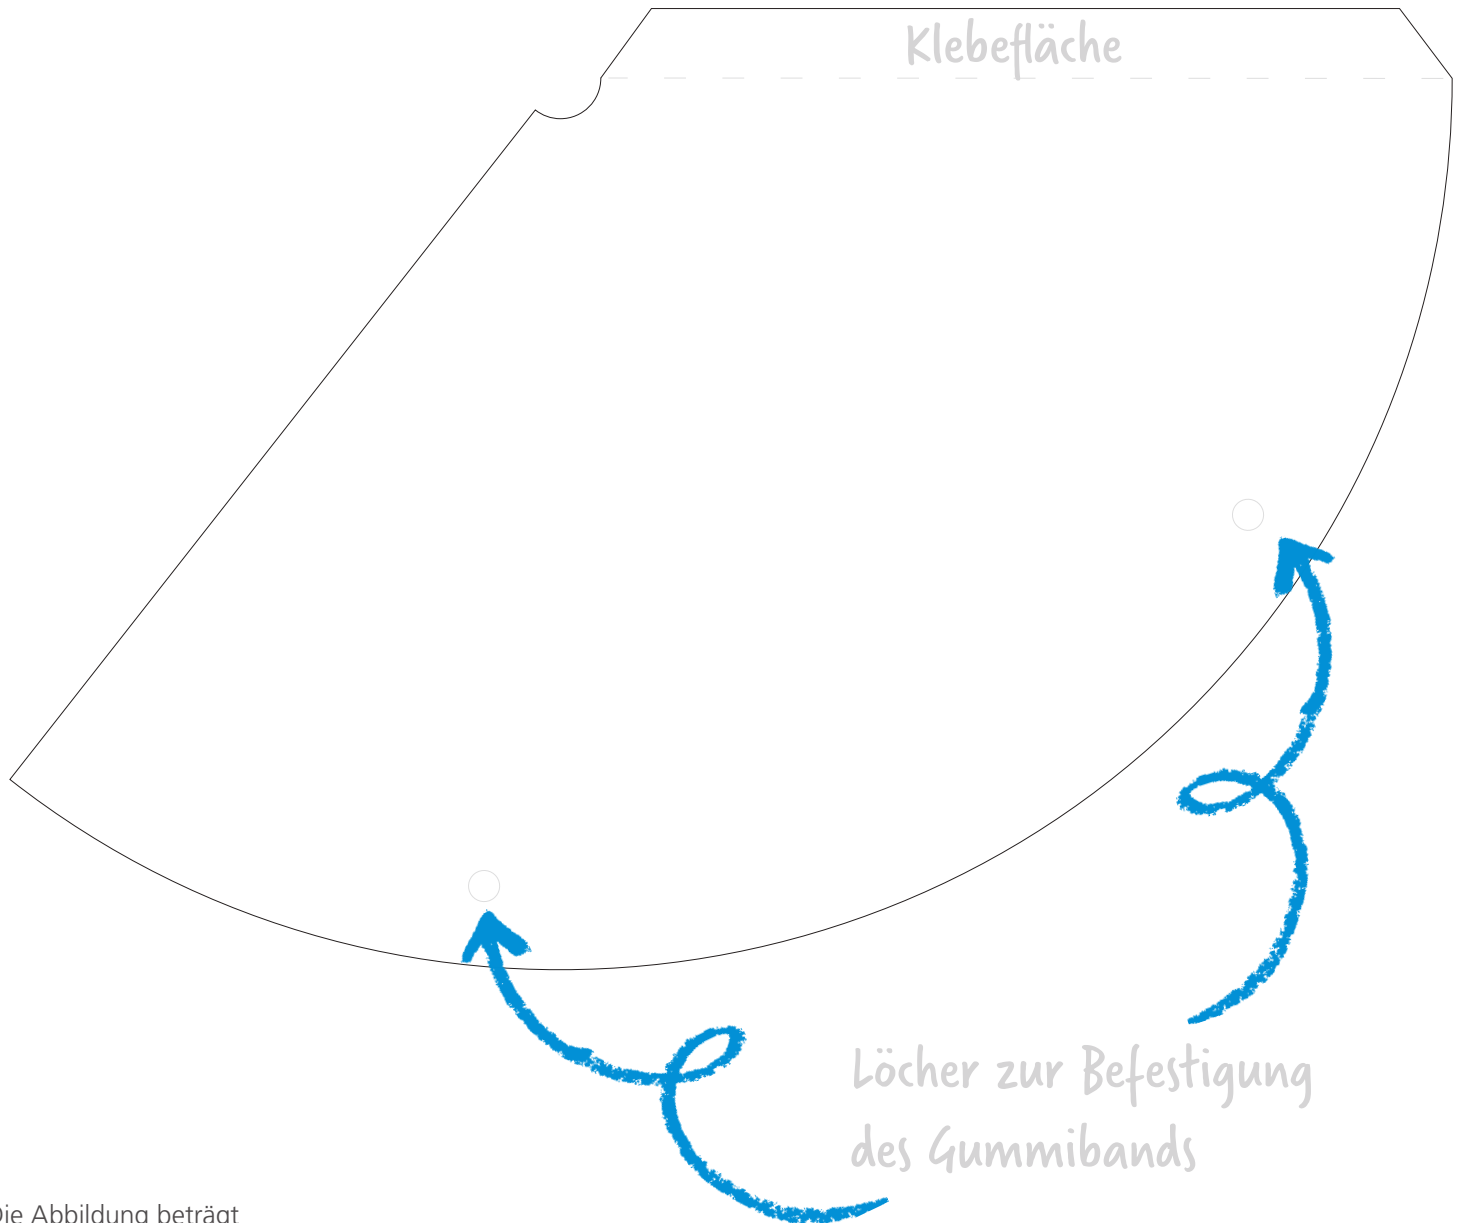 Klebefläche
Löcher zur Befestigung
des Gummibands
Die Abbildung beträgt